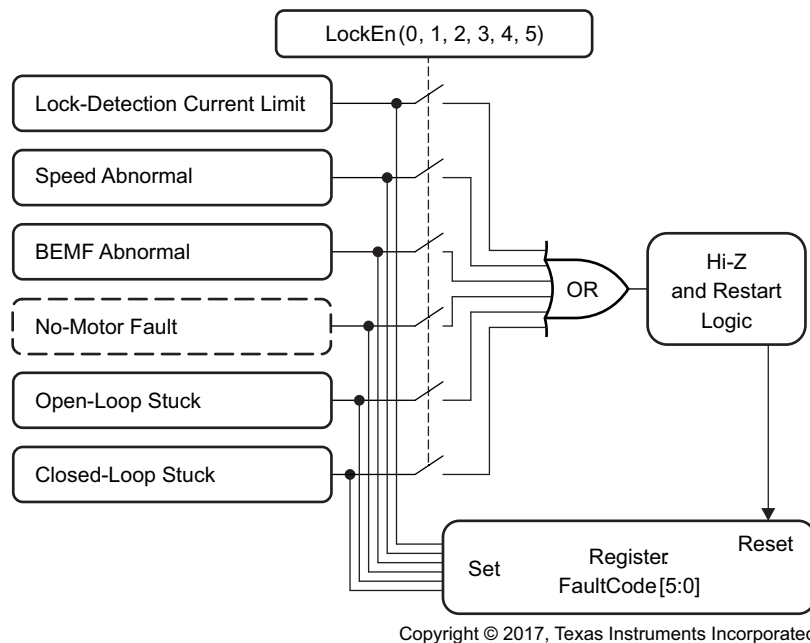 LockEn(0, 1, 2, 3, 4, 5)
Lock-Detection Current Limit
Speed Abnormal
BEMF Abnormal
No-Motor Fault
Open-Loop Stuck
Closed-Loop Stuck
OR
Hi-Z
and Restart
Logic
Reset
Set
Register:
FaultCode[5:0]
Copyright © 2017, Texas Instruments Incorporated